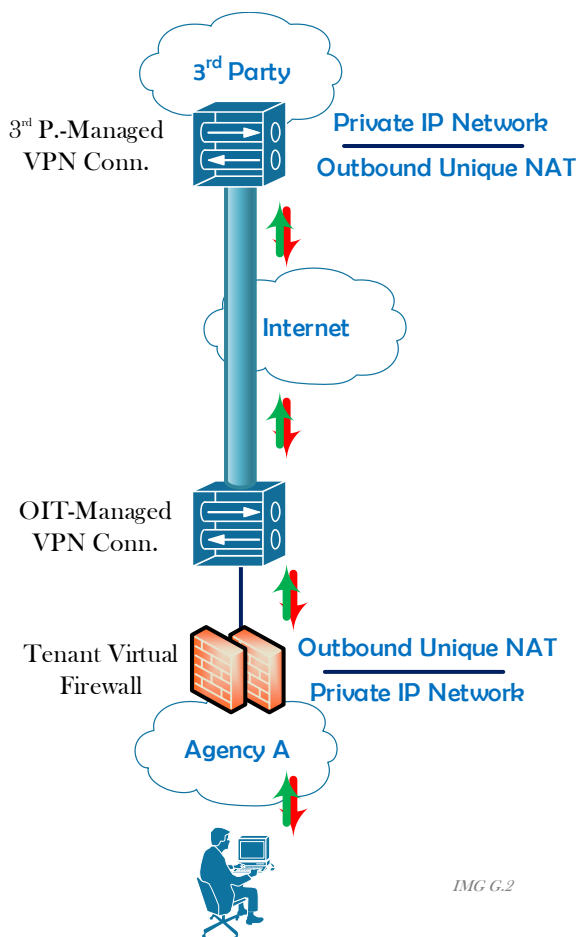 3rd Party
3rd P.-Managed
VPN Conn.
Private IP Network
Outbound Unique NAT
Internet
OIT-Managed
VPN Conn.
Tenant Virtual
Firewall
Outbound Unique NAT
Private IP Network
Agency A
IMG G.2